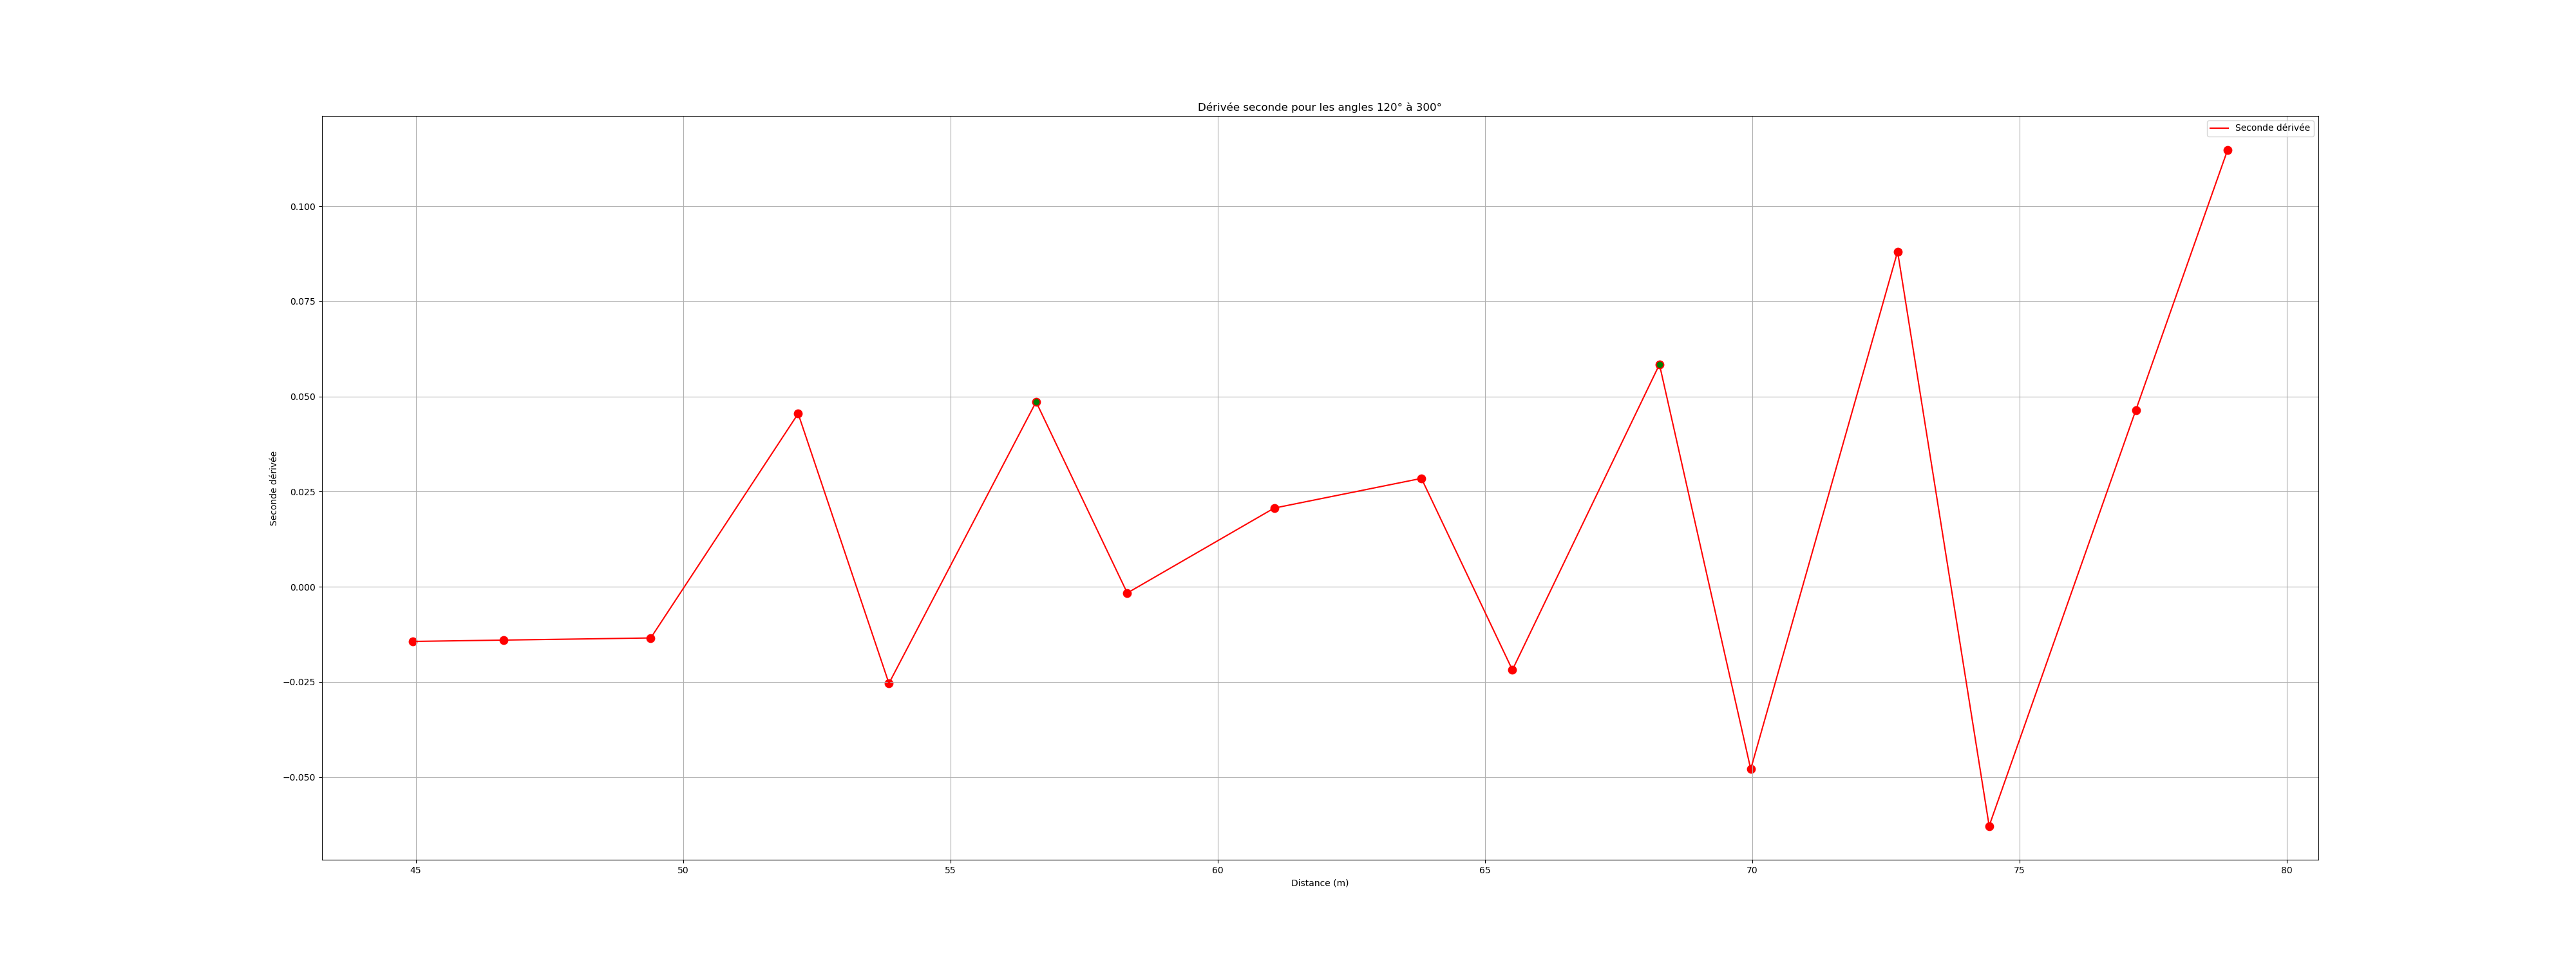 Dérivée seconde pour les angles 120° à 300°
Seconde dérivée
0.100
0.075
0.050
0.025
0.000
−0.025
−0.050
Seconde dérivée
45 50 55 60 65 70 75 80
Distance (m)